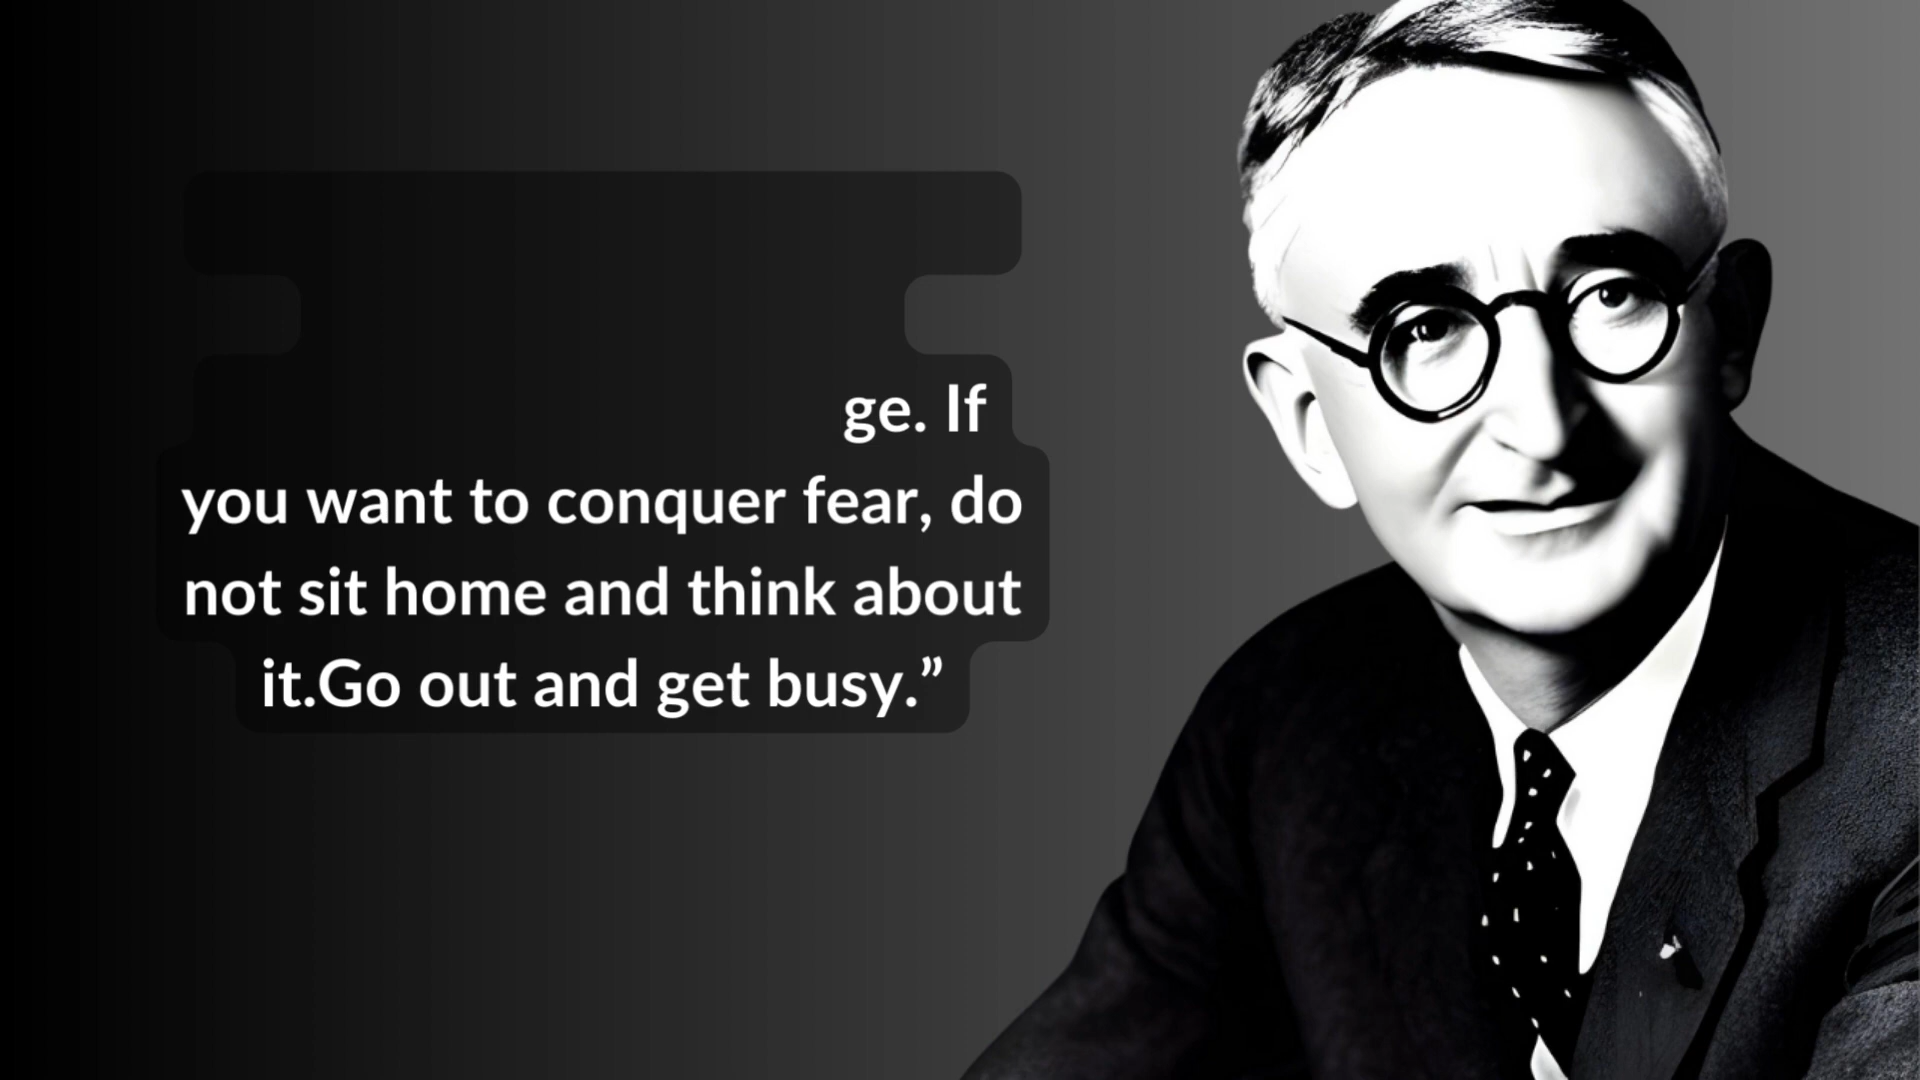 ge. If
you want to conquer fear, do
not sit home and think about
it.Go out and get busy.”